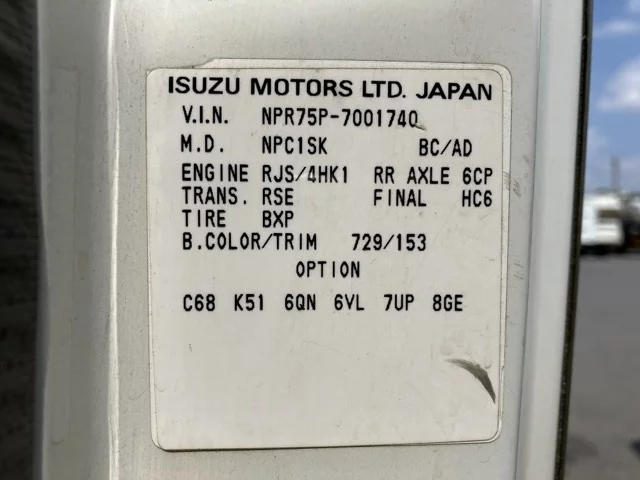 ISUZU MOTORS LTD. JAPAN
V.I.N. NPR75P-7001740
M.D. NPC1SK BC/AD
ENGINE RJS/4HK1 RR AXLE 6CP
TRANS. RSE FINAL HC6
TIRE BXP
B.COLOR/TRIM 729/153
OPTION
C68 K51 6QN 6VL 7UP 8GE